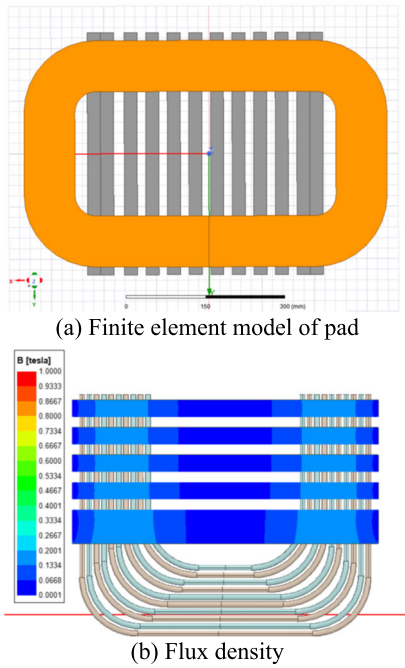 X
Z
Y
Y
0 150 300 (mm)
(a) Finite element model of pad
B [tesla]
1.0000
0.9333
0.8667
0.8000
0.7334
0.6667
0.6000
0.5334
0.4667
0.4001
0.3334
0.2667
0.2001
0.1334
0.0668
0.0001
(b) Flux density